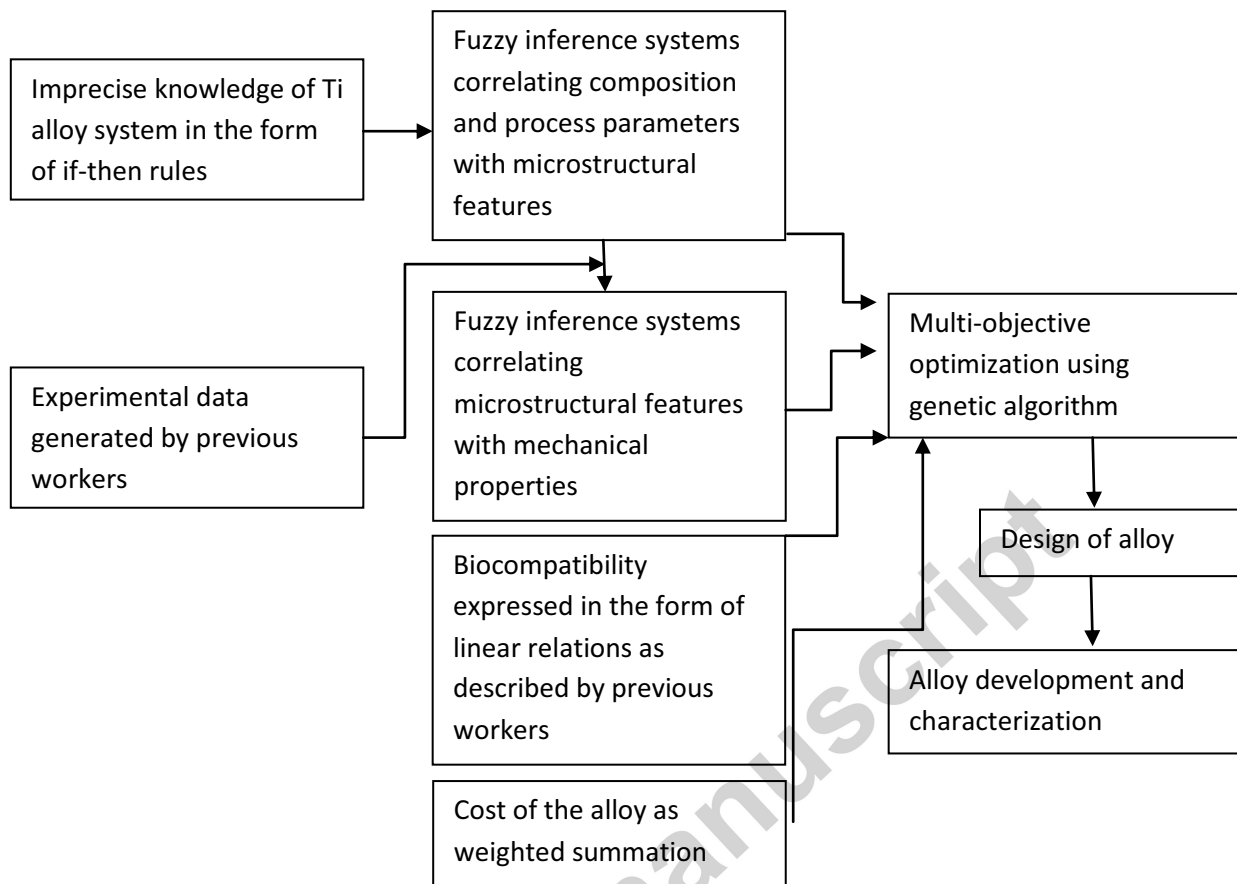 Imprecise knowledge of Ti
alloy system in the form
of if-then rules
Fuzzy inference systems
correlating composition
and process parameters
with microstructural
features
Experimental data
generated by previous
workers
Fuzzy inference systems
correlating
microstructural features
with mechanical
properties
Biocompatibility
expressed in the form of
linear relations as
described by previous
workers
Cost of the alloy as
weighted summation
Multi-objective
optimization using
genetic algorithm
Design of alloy
Alloy development and
characterization
anuscript